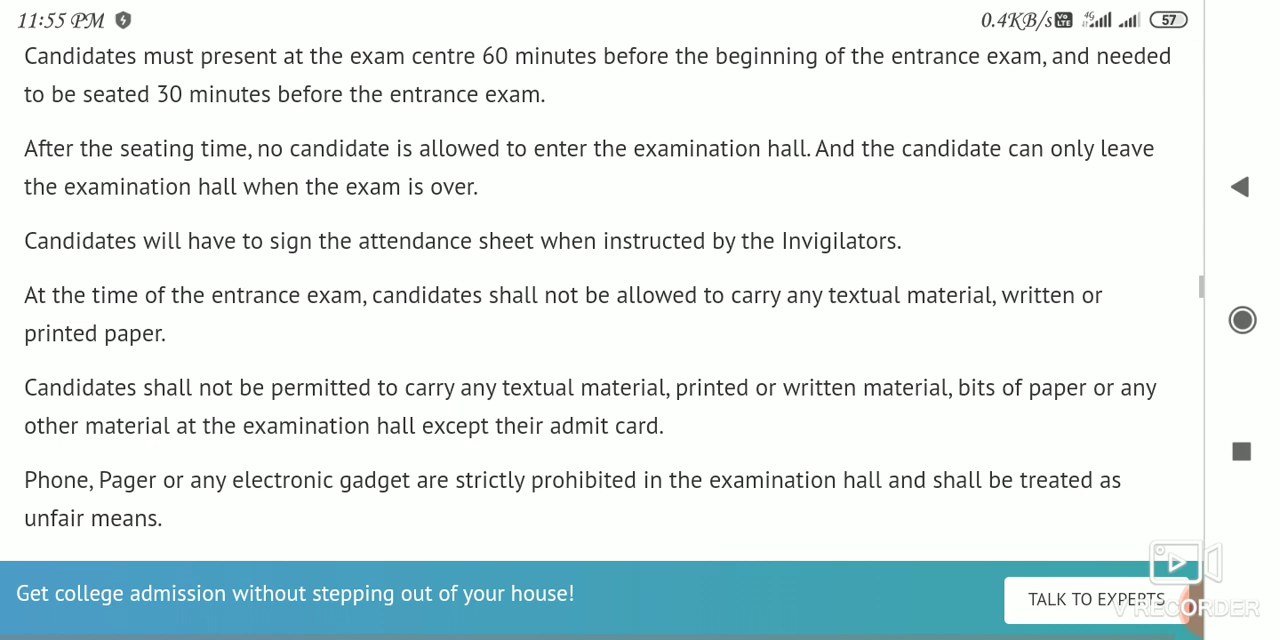 11:55 PM 0.4KB/s Vo LTE 4G 57
Candidates must present at the exam centre 60 minutes before the beginning of the entrance exam, and needed
to be seated 30 minutes before the entrance exam.
After the seating time, no candidate is allowed to enter the examination hall. And the candidate can only leave
the examination hall when the exam is over.
Candidates will have to sign the attendance sheet when instructed by the Invigilators.
At the time of the entrance exam, candidates shall not be allowed to carry any textual material, written or
printed paper.
Candidates shall not be permitted to carry any textual material, printed or written material, bits of paper or any
other material at the examination hall except their admit card.
Phone, Pager or any electronic gadget are strictly prohibited in the examination hall and shall be treated as
unfair means.
Get college admission without stepping out of your house!
TALK TO EXPERTS
V RECORDER